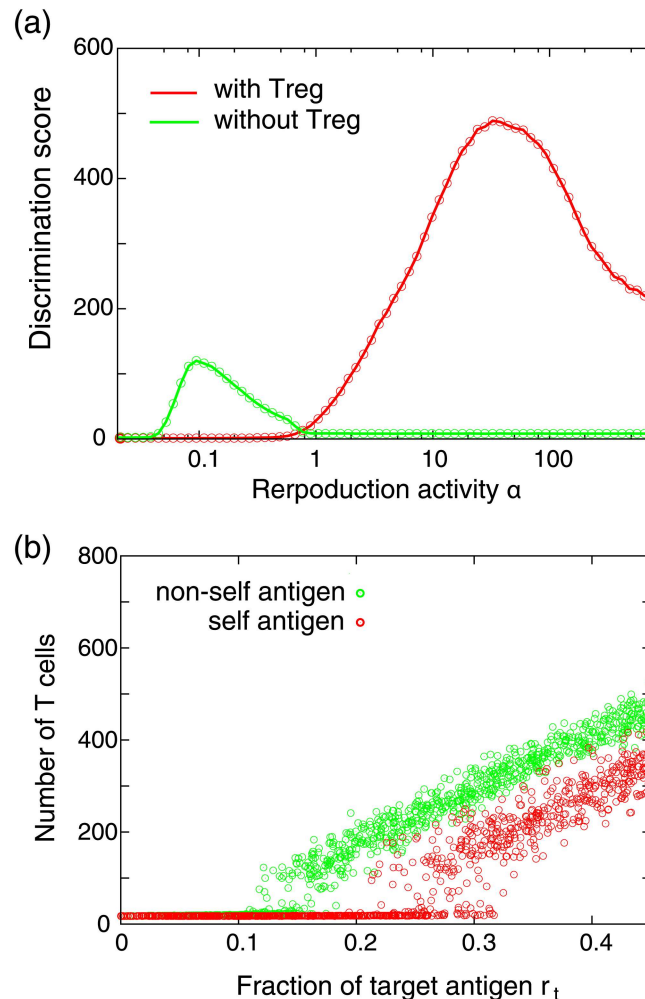 (a)
600
with Treg
without Treg
400
Discrimination score
200
0
0.1 1 10 100
Rerpoduction activity α
(b)
800
non-self antigen
self antigen
600
Number of T cells
400
200
0
0 0.1 0.2 0.3 0.4
Fraction of target antigen r_t